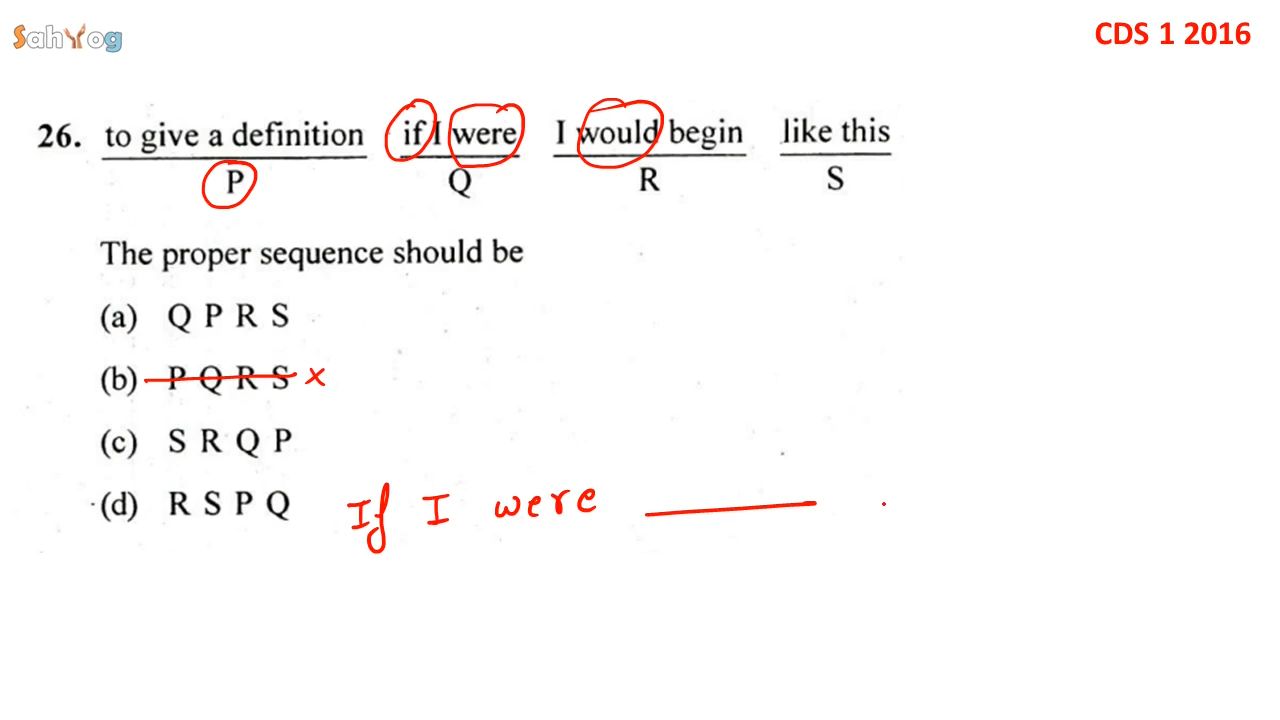 SahYog
CDS 1 2016
26. to give a definition if I were I would begin like this
P Q R S
The proper sequence should be
(a) Q P R S
(b) P Q R S x
(c) S R Q P
(d) R S P Q
If I were